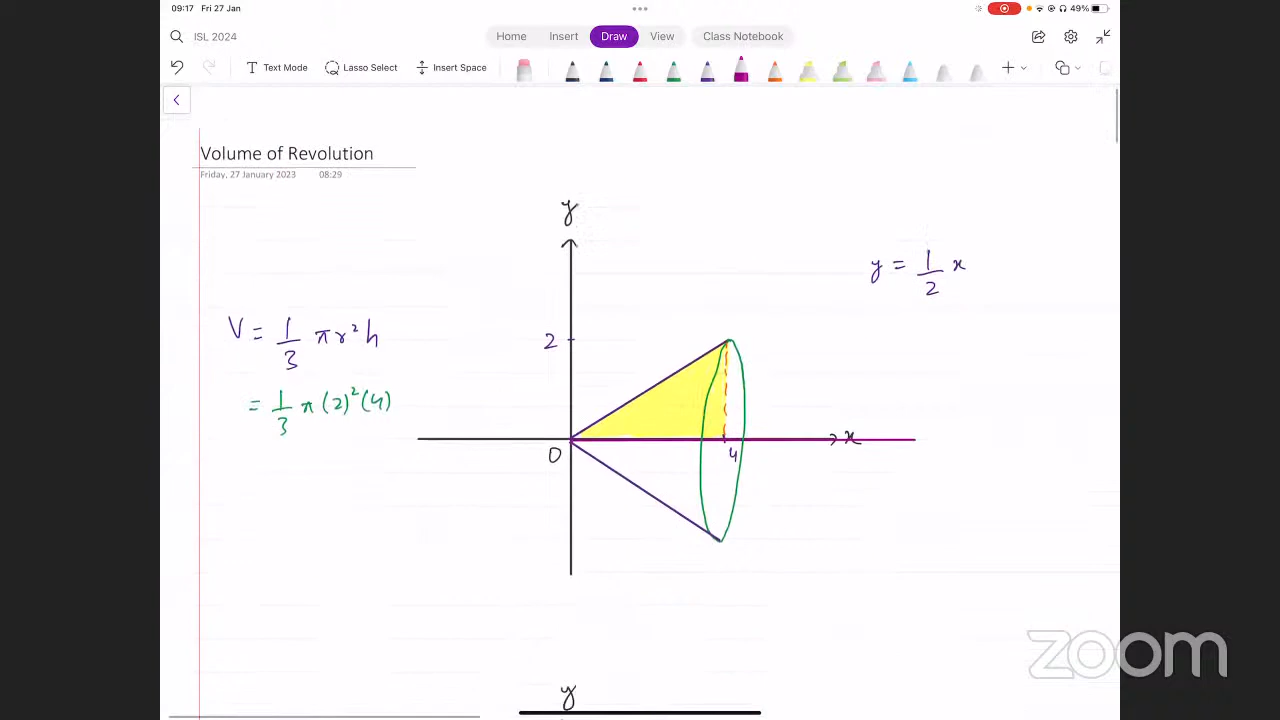 09:17 Fri 27 Jan
49%
ISL 2024
Home Insert Draw View Class Notebook
Text Mode Lasso Select Insert Space
Volume of Revolution
Friday, 27 January 2023 08:29
y
y = 1/2 x
V = 1/3 πr²h
2
= 1/3 π(2)²(4)
x
0
4
zoom
y